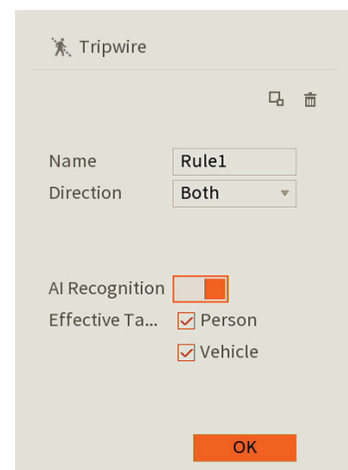 Tripwire
Name Rule1
Direction Both
AI Recognition
Effective Ta... Person
Vehicle
OK